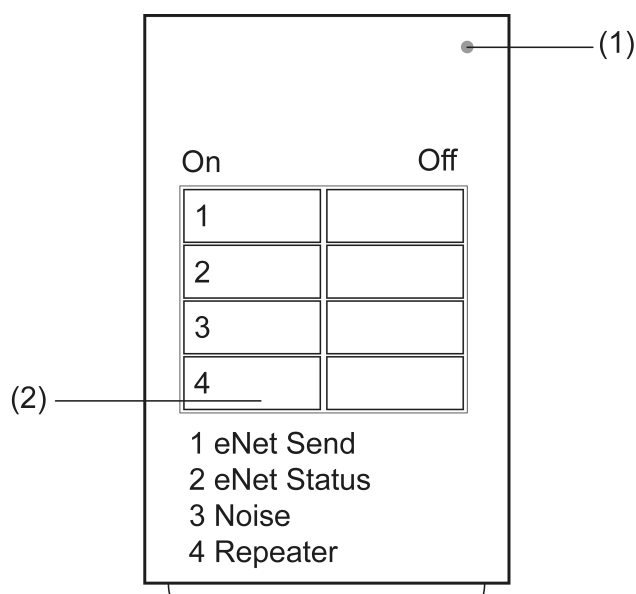 (1)
On Off
1
2
3
4
(2)
1 eNet Send
2 eNet Status
3 Noise
4 Repeater